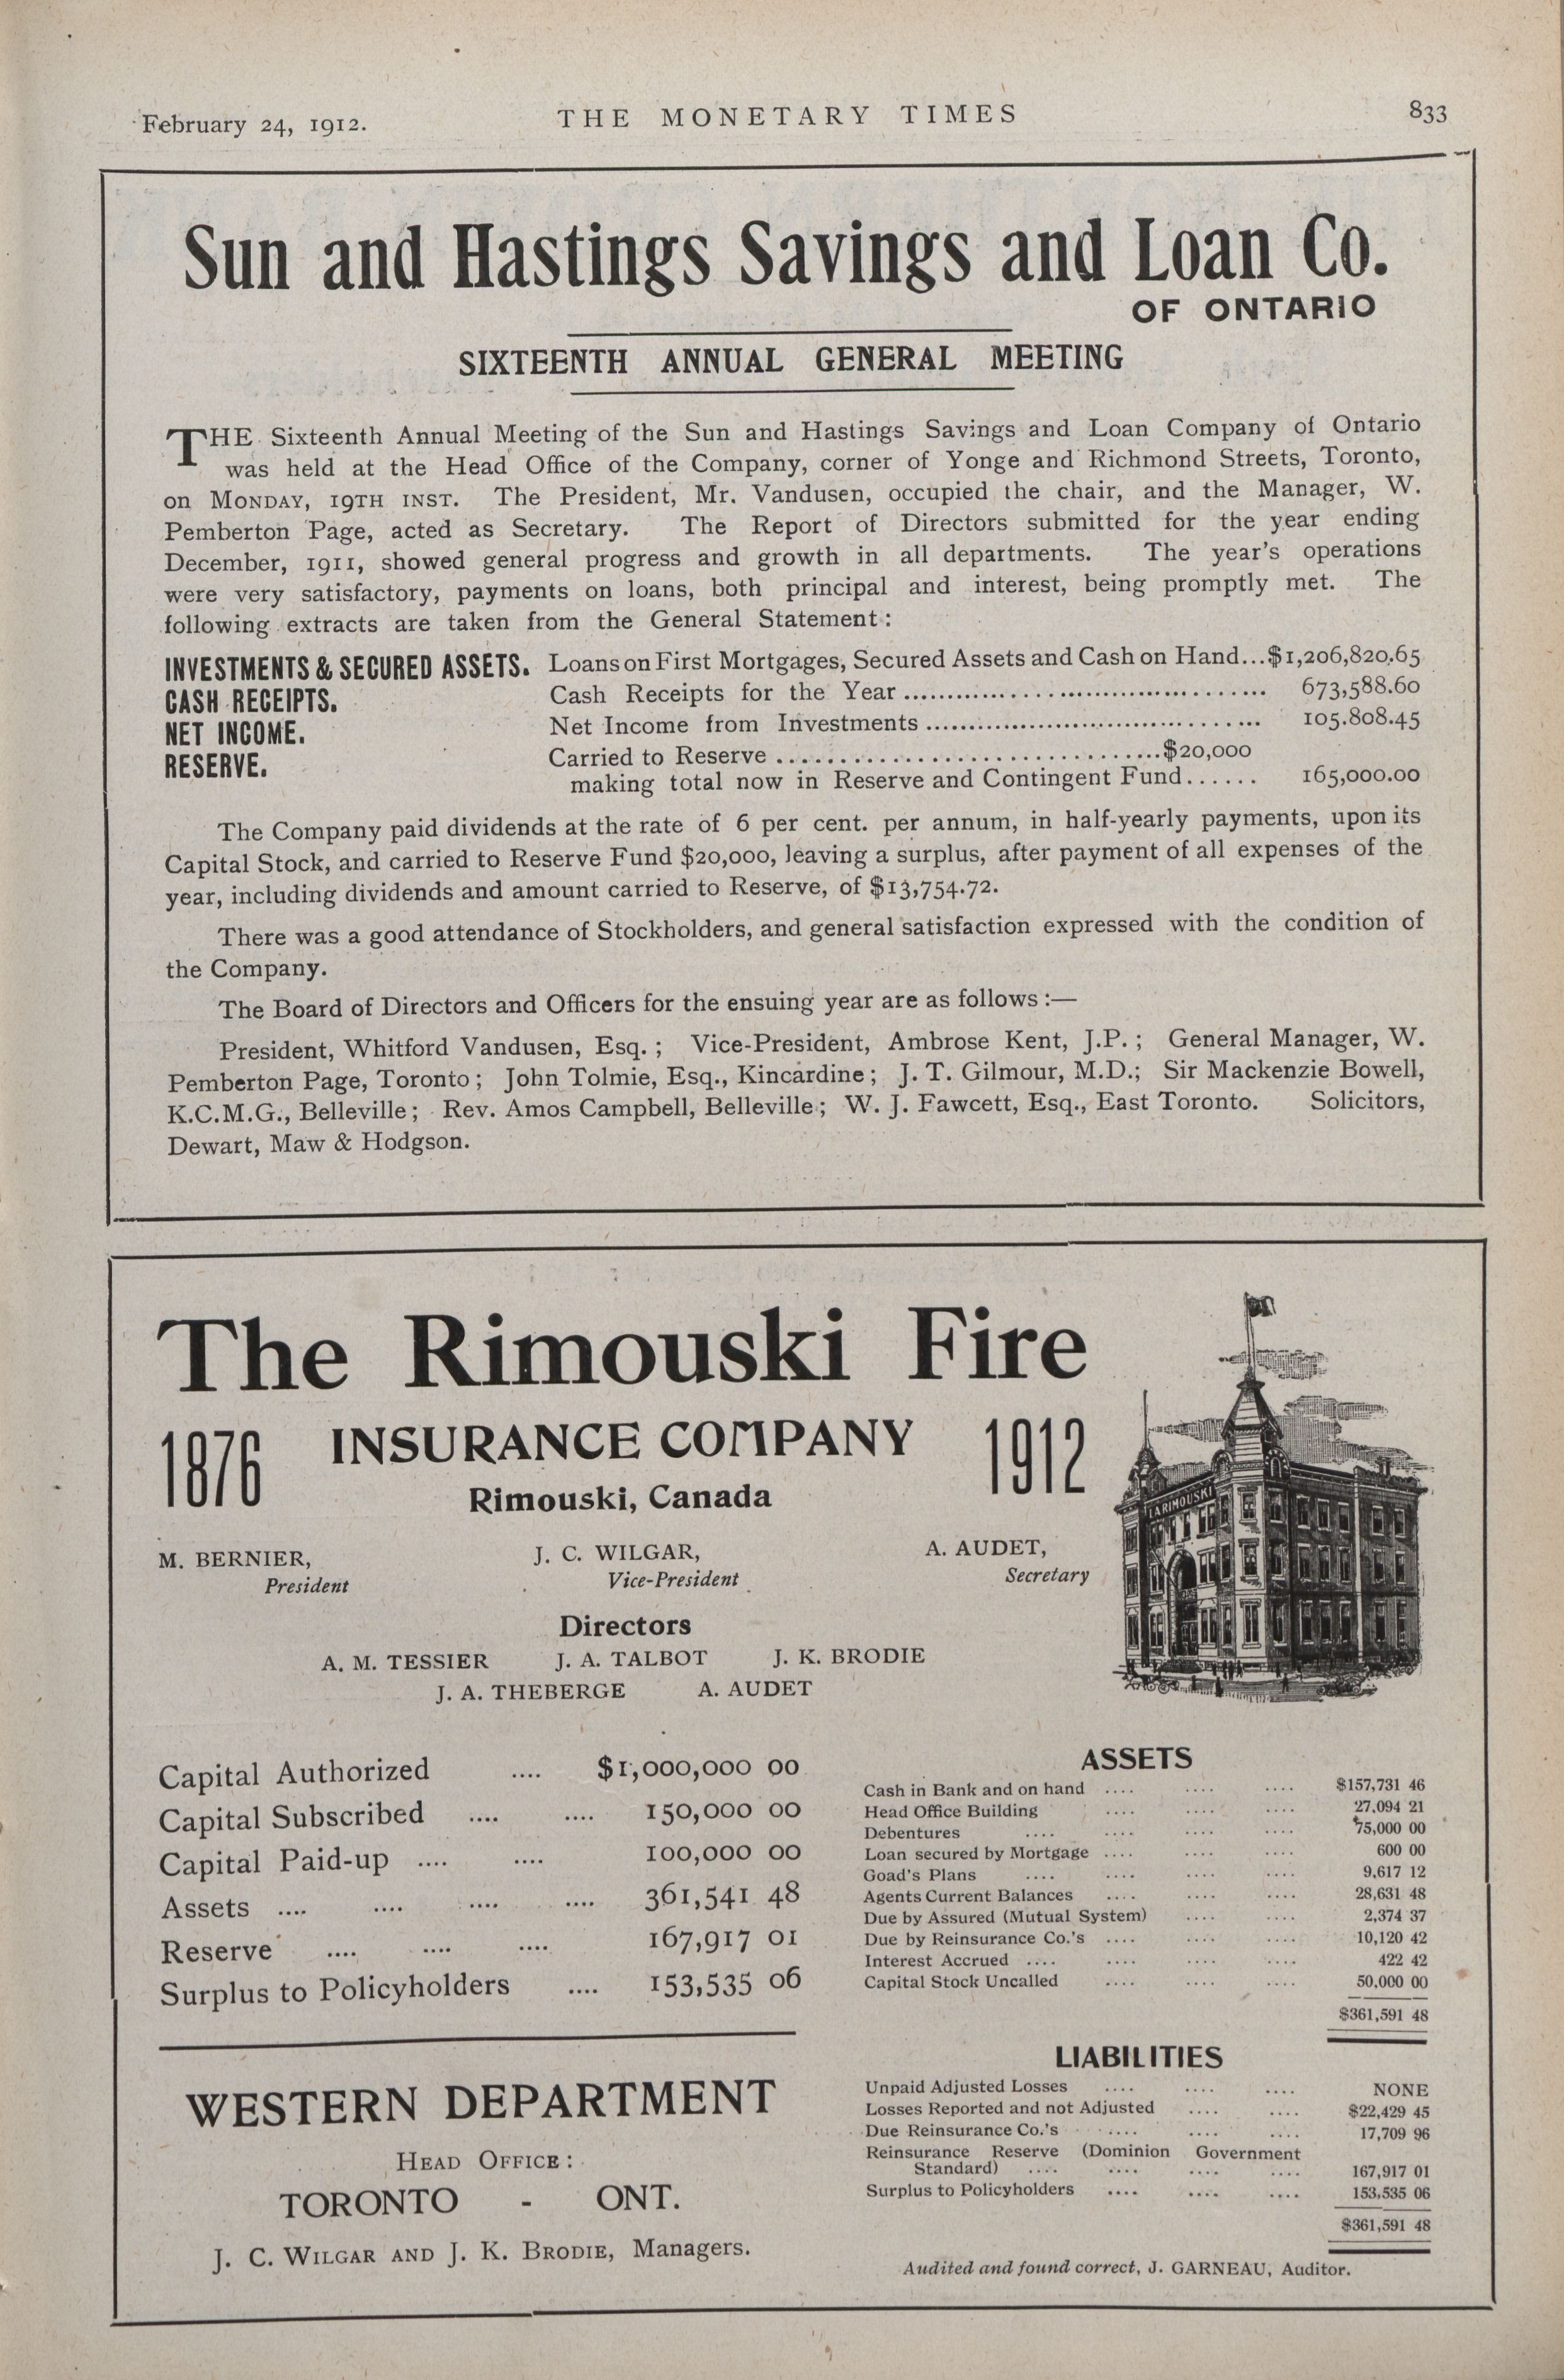 February 24, 1912.
THE MONETARY TIMES
833
Sun and Hastings Savings and Loan Co.
OF ONTARIO
SIXTEENTH ANNUAL GENERAL MEETING
THE Sixteenth Annual Meeting of the Sun and Hastings Savings and Loan Company of Ontario
was held at the Head Office of the Company, corner of Yonge and Richmond Streets, Toronto,
on MONDAY, 19TH INST. The President, Mr. Vandusen, occupied the chair, and the Manager, W.
Pemberton Page, acted as Secretary. The Report of Directors submitted for the year ending
December, 1911, showed general progress and growth in all departments. The year's operations
were very satisfactory, payments on loans, both principal and interest, being promptly met. The
following extracts are taken from the General Statement:
INVESTMENTS & SECURED ASSETS. Loans on First Mortgages, Secured Assets and Cash on Hand...$1,206,820.65
CASH RECEIPTS. Cash Receipts for the Year........ 673,588.60
NET INCOME. Net Income from Investments........ 105.808.45
RESERVE. Carried to Reserve........$20,000
making total now in Reserve and Contingent Fund...... 165,000.00
The Company paid dividends at the rate of 6 per cent. per annum, in half-yearly payments, upon its
Capital Stock, and carried to Reserve Fund $20,000, leaving a surplus, after payment of all expenses of the
year, including dividends and amount carried to Reserve, of $13,754.72.
There was a good attendance of Stockholders, and general satisfaction expressed with the condition of
the Company.
The Board of Directors and Officers for the ensuing year are as follows:—
President, Whitford Vandusen, Esq.; Vice-President, Ambrose Kent, J.P.; General Manager, W.
Pemberton Page, Toronto; John Tolmie, Esq., Kincardine; J. T. Gilmour, M.D.; Sir Mackenzie Bowell,
K.C.M.G., Belleville; Rev. Amos Campbell, Belleville; W. J. Fawcett, Esq., East Toronto. Solicitors,
Dewart, Maw & Hodgson.
The Rimouski Fire
1876 INSURANCE COMPANY 1912
Rimouski, Canada
LA RIMOUSKI
M. BERNIER, J. C. WILGAR, A. AUDET,
President Vice-President Secretary
Directors
A. M. TESSIER J. A. TALBOT J. K. BRODIE
J. A. THEBERGE A. AUDET
Capital Authorized .... $1,000,000 00
Capital Subscribed .... .... 150,000 00
Capital Paid-up .... .... 100,000 00
Assets .... .... .... .... 361,541 48
Reserve .... .... .... 167,917 01
Surplus to Policyholders .... 153,535 06
WESTERN DEPARTMENT
HEAD OFFICE:
TORONTO - ONT.
J. C. WILGAR AND J. K. BRODIE, Managers.
ASSETS
Cash in Bank and on hand .... .... .... $157,731 46
Head Office Building .... .... .... 27,094 21
Debentures .... .... .... .... 75,000 00
Loan secured by Mortgage .... .... .... 600 00
Goad's Plans .... .... .... .... 9,617 12
Agents Current Balances .... .... .... 28,631 48
Due by Assured (Mutual System) .... .... 2,374 37
Due by Reinsurance Co.'s .... .... .... 10,120 42
Interest Accrued .... .... .... .... 422 42
Capital Stock Uncalled .... .... .... 50,000 00
$361,591 48
LIABILITIES
Unpaid Adjusted Losses .... .... .... NONE
Losses Reported and not Adjusted .... .... $22,429 45
Due Reinsurance Co.'s .... .... .... 17,709 96
Reinsurance Reserve (Dominion Government
Standard) .... .... .... .... 167,917 01
Surplus to Policyholders .... .... .... 153,535 06
$361,591 48
Audited and found correct, J. GARNEAU, Auditor.